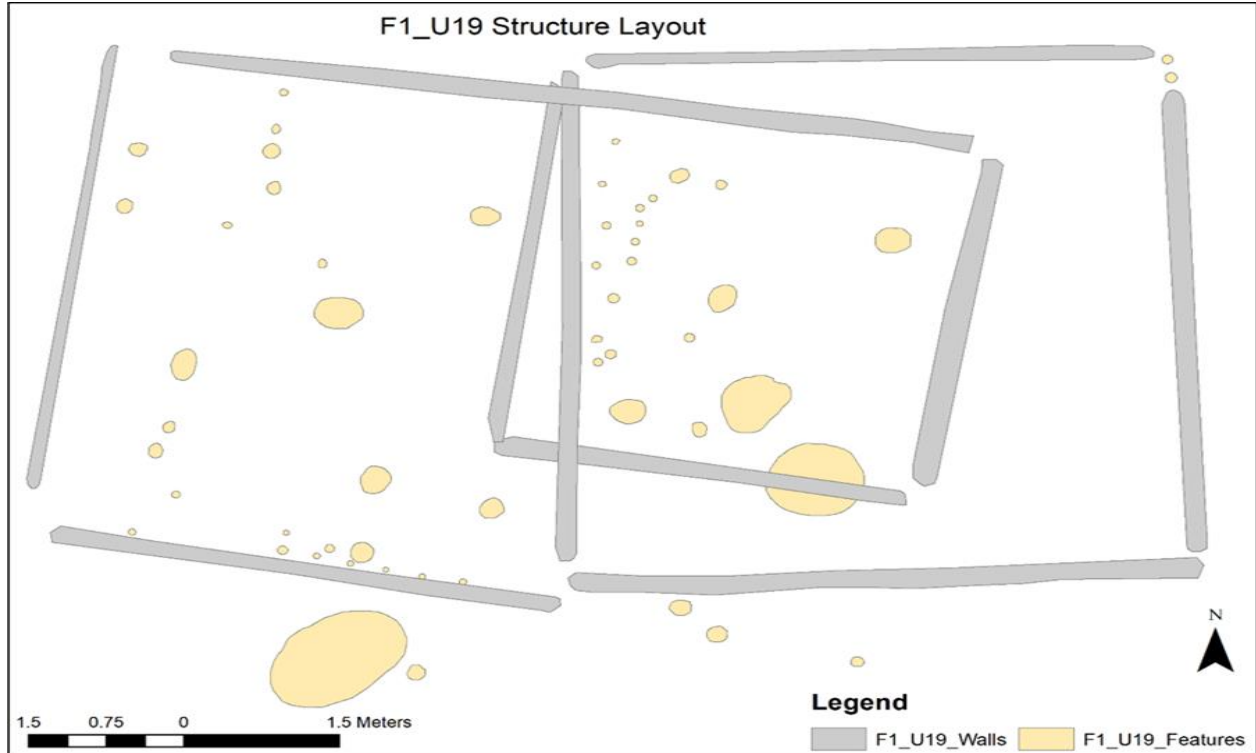 F1_U19 Structure Layout
N
1.5 0.75 0 1.5 Meters
Legend
F1_U19_Walls F1_U19_Features